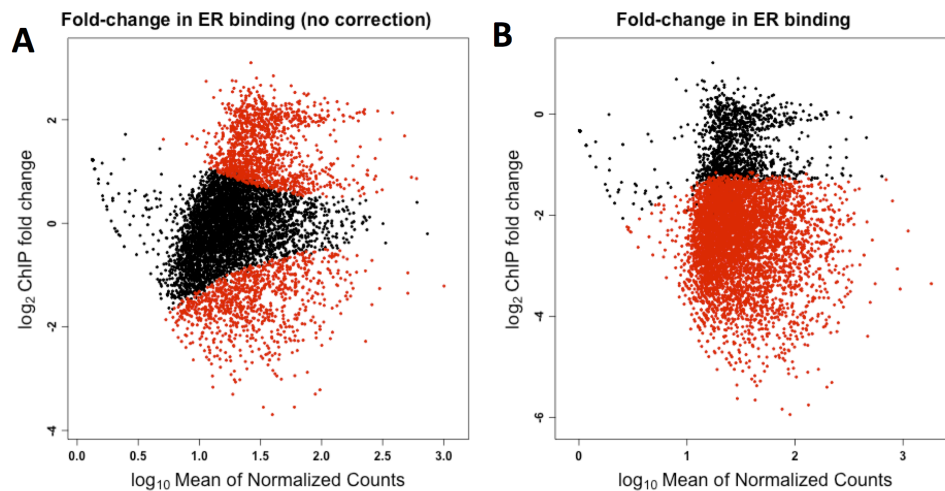 A
Fold-change in ER binding (no correction)
log2 ChIP fold change
2
0
-2
-4
0.0 0.5 1.0 1.5 2.0 2.5 3.0
log10 Mean of Normalized Counts
B
Fold-change in ER binding
log2 ChIP fold change
0
-2
-4
-6
0 1 2 3
log10 Mean of Normalized Counts